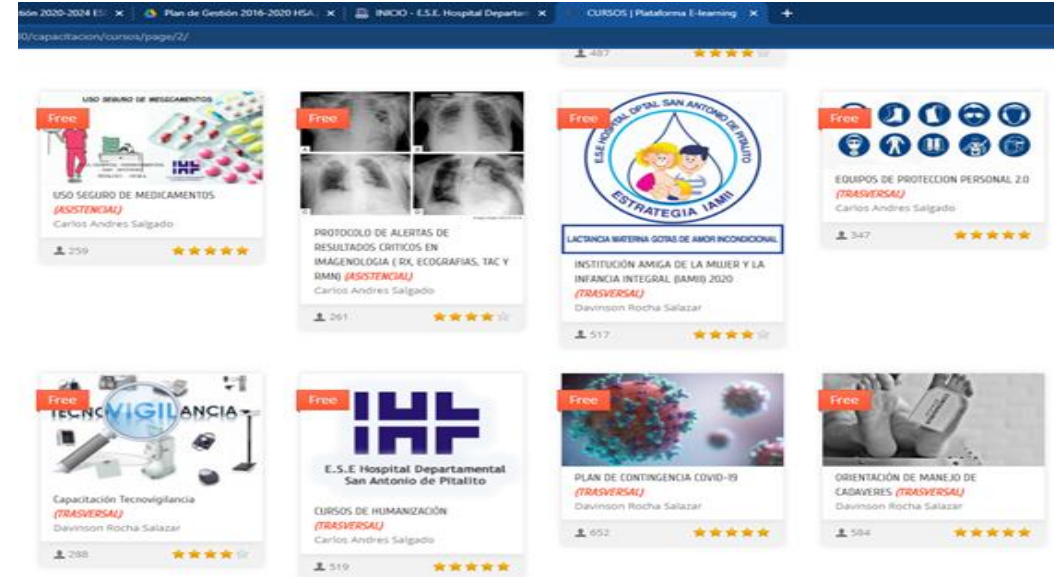 ión 2020-2024 ES
Plan de Gestión 2016-2020 HSA
INICIO - E.S.E. Hospital Departam
CURSOS | Plataforma E-learning
/capacitacion/cursos/page/2/
487
USO SEGURO DE MEDICAMENTOS
Free
USO SEGURO DE MEDICAMENTOS
(ASISTENCIAL)
Carlos Andres Salgado
259
Free
PROTOCOLO DE ALERTAS DE
RESULTADOS CRITICOS EN
IMAGENOLOGIA ( RX, ECOGRAFIAS, TAC Y
RMN) (ASISTENCIAL)
Carlos Andres Salgado
261
Free
E.S.E HOSPITAL DPTAL SAN ANTONIO DE PITALITO
ESTRATEGIA IAMII
LACTANCIA MATERNA GOTAS DE AMOR INCONDICIONAL
INSTITUCIÓN AMIGA DE LA MUJER Y LA
INFANCIA INTEGRAL (IAMII) 2020
(TRASVERSAL)
Davinson Rocha Salazar
517
Free
EQUIPOS DE PROTECCION PERSONAL 2.0
(TRASVERSAL)
Carlos Andres Salgado
347
Free
TECNOVIGILANCIA
Capacitación Tecnovigilancia
(TRASVERSAL)
Davinson Rocha Salazar
288
Free
E.S.E Hospital Departamental
San Antonio de Pitalito
CURSOS DE HUMANIZACIÓN
(TRASVERSAL)
Carlos Andres Salgado
519
Free
PLAN DE CONTINGENCIA COVID-19
(TRASVERSAL)
Davinson Rocha Salazar
652
Free
ORIENTACIÓN DE MANEJO DE
CADAVERES (TRASVERSAL)
Davinson Rocha Salazar
584